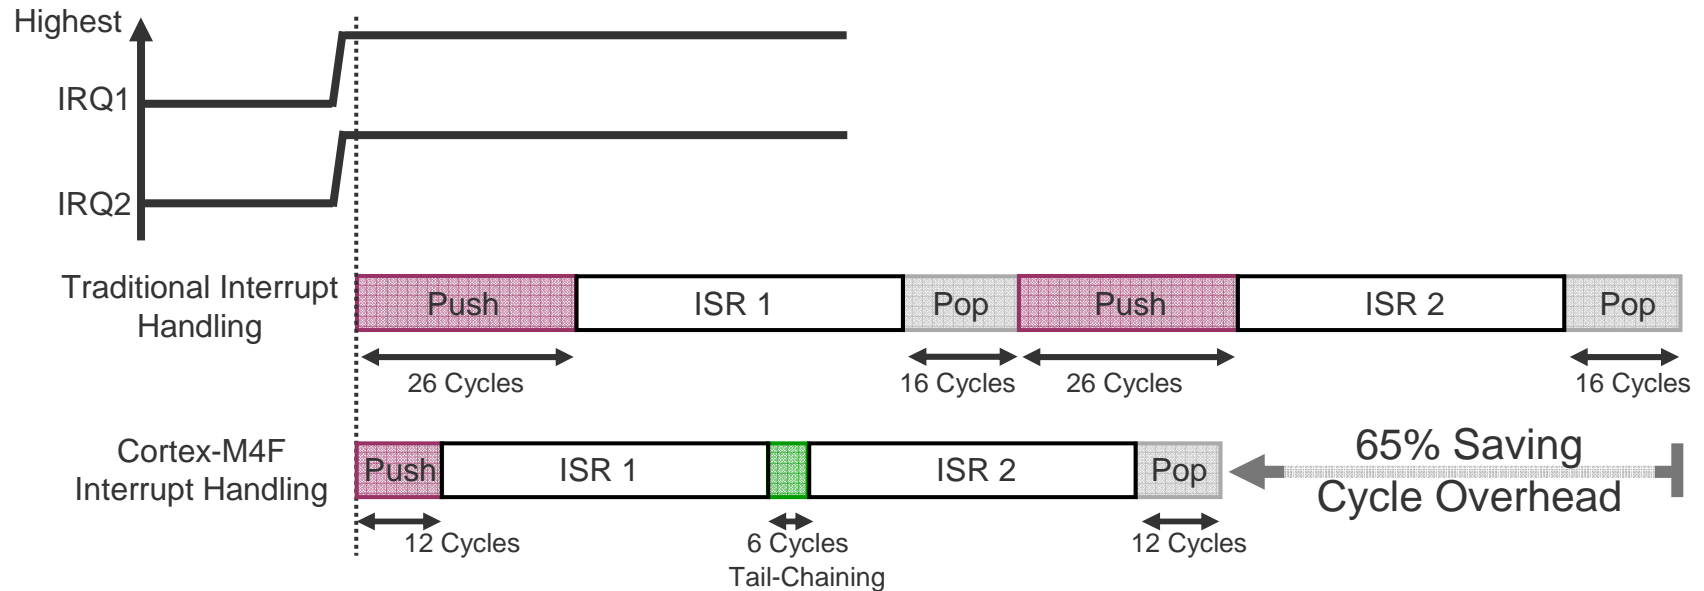 Highest
IRQ1
IRQ2
Traditional Interrupt
Handling
Push
ISR 1
Pop
Push
ISR 2
Pop
26 Cycles
16 Cycles
26 Cycles
16 Cycles
Cortex-M4F
Interrupt Handling
Push
ISR 1
ISR 2
Pop
65% Saving
Cycle Overhead
12 Cycles
6 Cycles
Tail-Chaining
12 Cycles